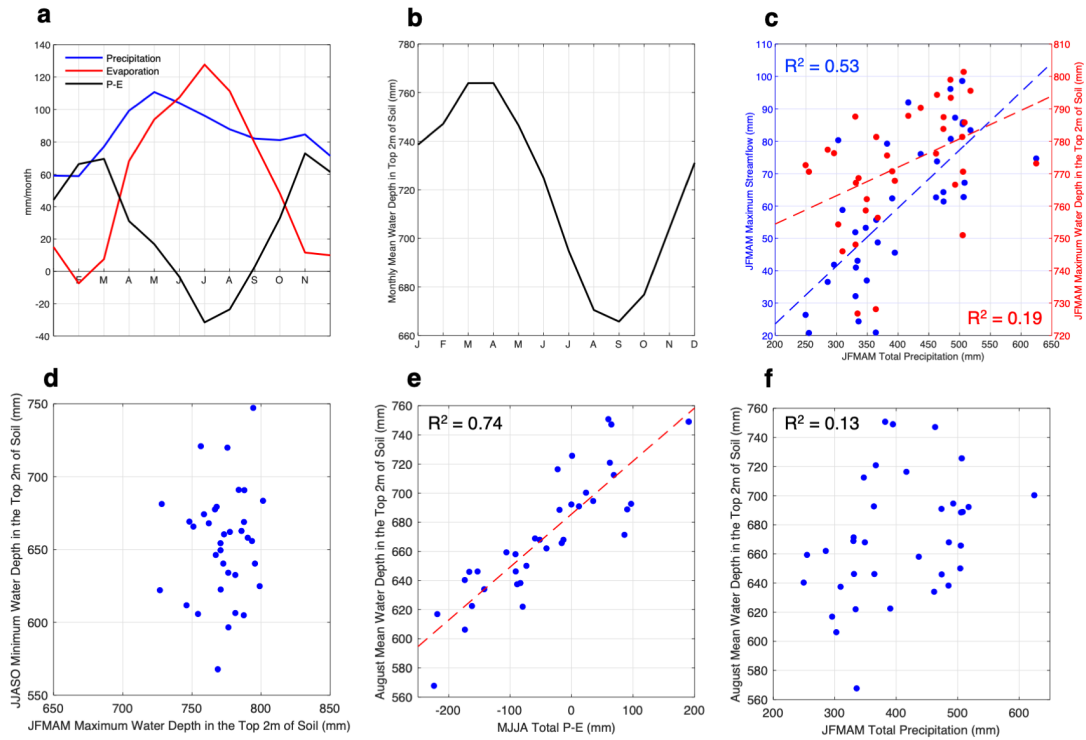 a
140
120
100
80
60
40
20
0
-20
-40
mm/month
Precipitation
Evaporation
P-E
F M A M J J A S O N
b
780
760
740
720
700
680
660
Monthly Mean Water Depth in Top 2m of Soil (mm)
J F M A M J J A S O N D
c
110
100
90
80
70
60
50
40
30
20
JFMAM Maximum Streamflow (mm)
R² = 0.53
R² = 0.19
810
800
790
780
770
760
750
740
730
720
JFMAM Maximum Water Depth in the Top 2m of Soil (mm)
200 250 300 350 400 450 500 550 600 650
JFMAM Total Precipitation (mm)
d
750
700
650
600
550
JJASO Minimum Water Depth in the Top 2m of Soil (mm)
650 700 750 800 850
JFMAM Maximum Water Depth in the Top 2m of Soil (mm)
e
760
740
720
700
680
660
640
620
600
580
560
August Mean Water Depth in the Top 2m of Soil (mm)
R² = 0.74
-200 -100 0 100 200
MJJA Total P-E (mm)
f
760
740
720
700
680
660
640
620
600
580
560
August Mean Water Depth in the Top 2m of Soil (mm)
R² = 0.13
200 300 400 500 600
JFMAM Total Precipitation (mm)